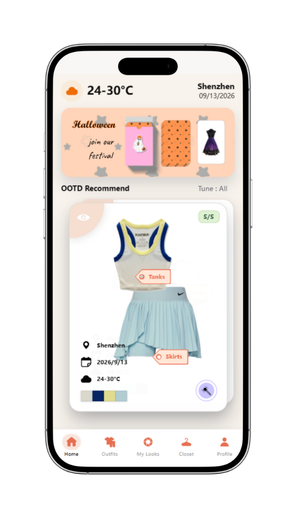 24-30°C
Shenzhen
09/13/2026
Halloween
join our
festival
OOTD Recommend
Tune : All
S/S
Tanks
Skirts
Shenzhen
2026/9/13
24-30°C
Home
Outfits
My Looks
Closet
Profile